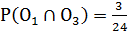 P(O₁ ∩ O₃) = 3/24